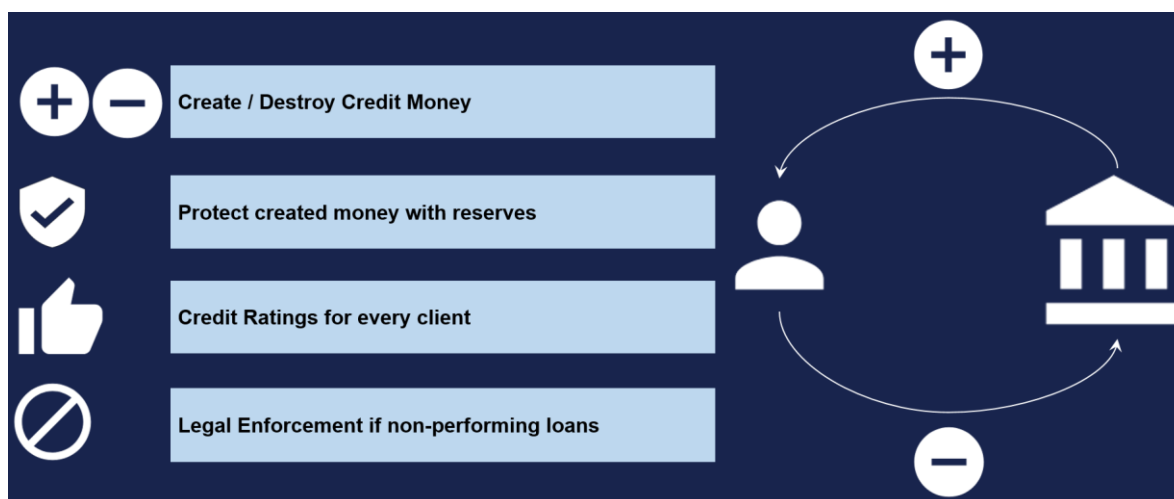 Create / Destroy Credit Money
Protect created money with reserves
Credit Ratings for every client
Legal Enforcement if non-performing loans